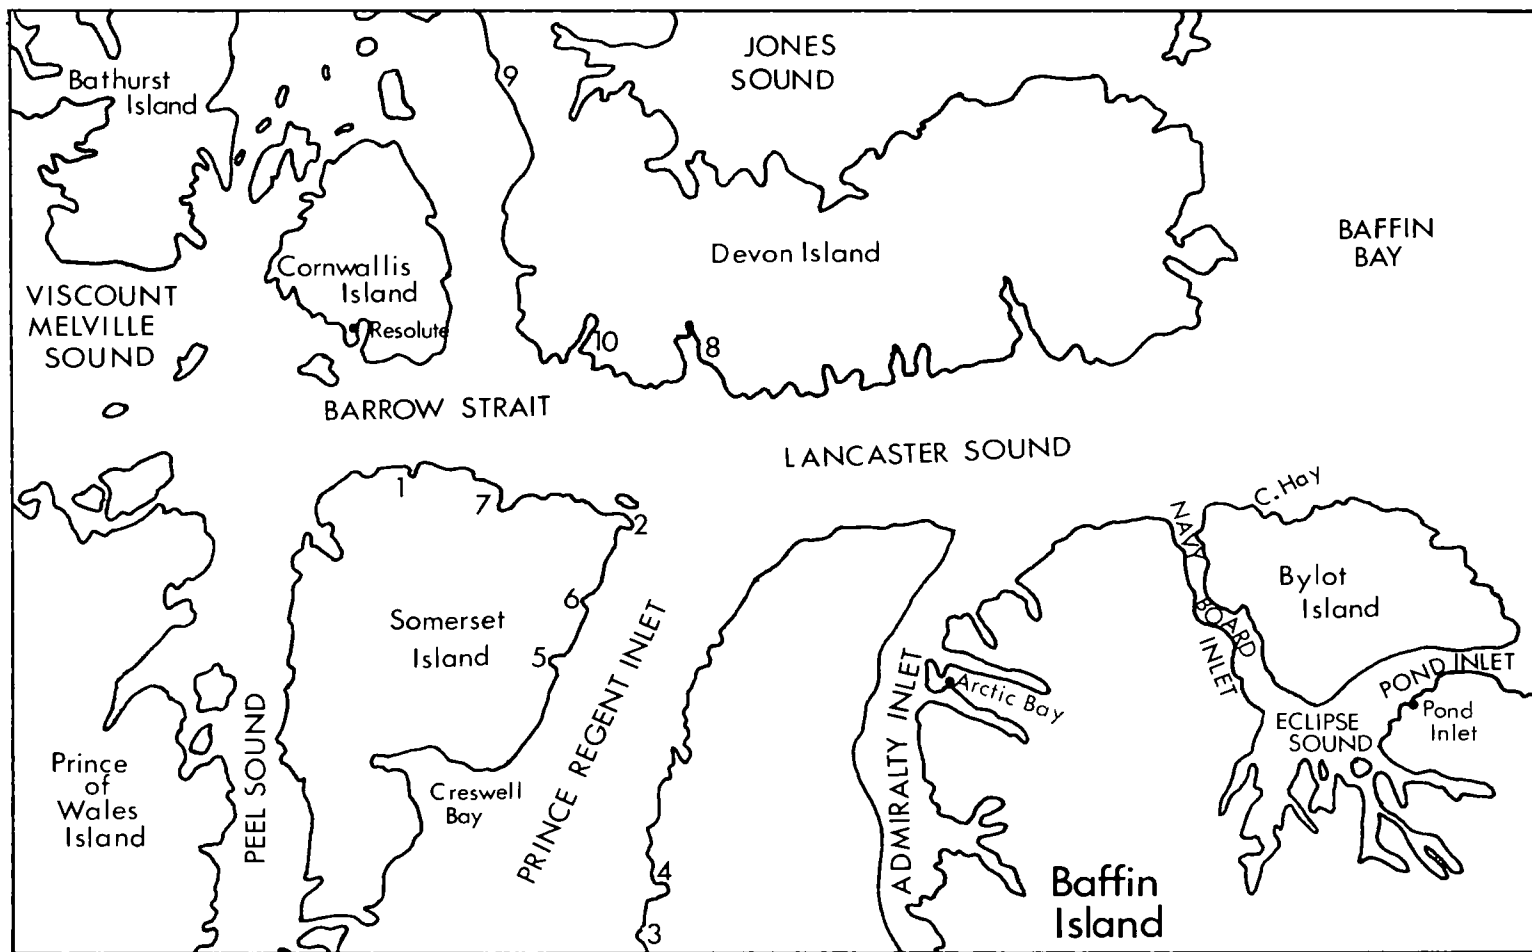 JONES
SOUND
9
Bathurst
Island
BAFFIN
BAY
Devon Island
Cornwallis
Island
Resolute
VISCOUNT
MELVILLE
SOUND
10
8
BARROW STRAIT
LANCASTER SOUND
1
7
2
C. Hay
NAVY
BOARD
INLET
Bylot
Island
6
5
Somerset
Island
PRINCE REGENT INLET
ADMIRALTY INLET
Arctic Bay
POND INLET
Pond
Inlet
ECLIPSE
SOUND
PEEL SOUND
Prince
of
Wales
Island
Creswell
Bay
4
3
Baffin
Island